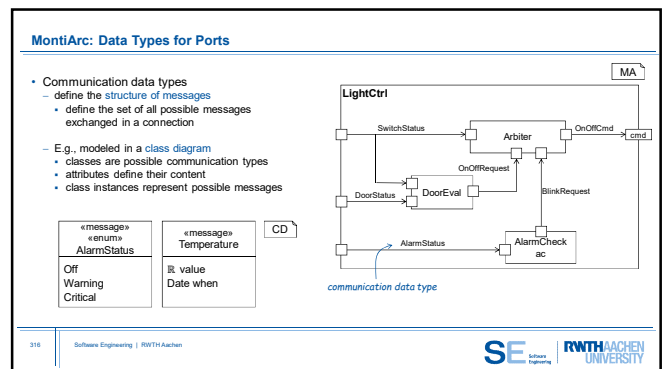 MontiArc: Data Types for Ports
• Communication data types
– define the structure of messages
▪ define the set of all possible messages
exchanged in a connection
– E.g., modeled in a class diagram
▪ classes are possible communication types
▪ attributes define their content
▪ class instances represent possible messages
«message»
«enum»
AlarmStatus
Off
Warning
Critical
«message»
Temperature
ℝ value
Date when
CD
MA
LightCtrl
SwitchStatus
Arbiter
OnOffCmd
cmd
OnOffRequest
DoorStatus
DoorEval
BlinkRequest
AlarmStatus
AlarmCheck
ac
communication data type
316
Software Engineering | RWTH Aachen
SE Software
Engineering
RWTH AACHEN
UNIVERSITY